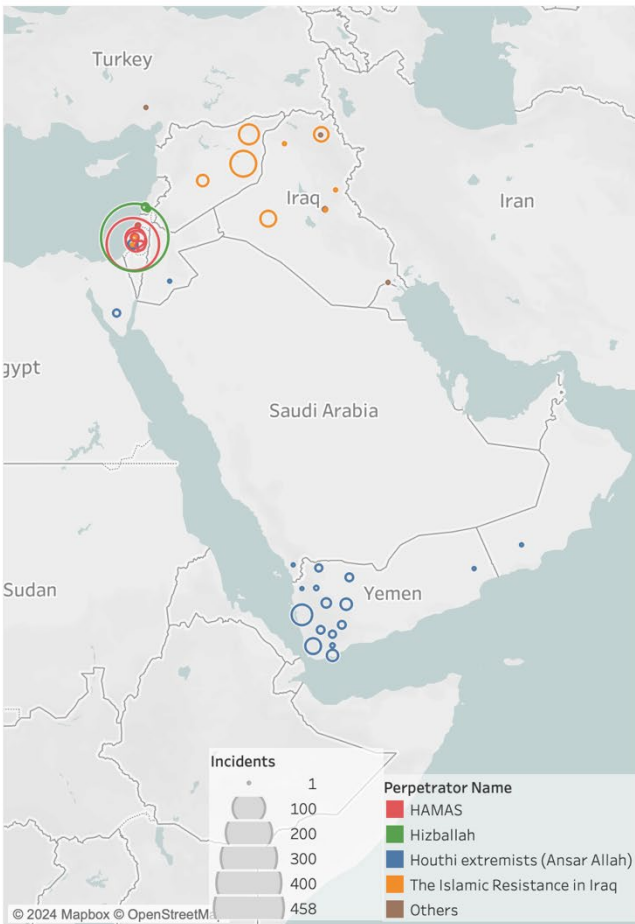 Turkey
Iraq
Iran
gypt
Saudi Arabia
Sudan
Yemen
Incidents
1
100
200
300
400
458
Perpetrator Name
HAMAS
Hizballah
Houthi extremists (Ansar Allah)
The Islamic Resistance in Iraq
Others
© 2024 Mapbox © OpenStreetM